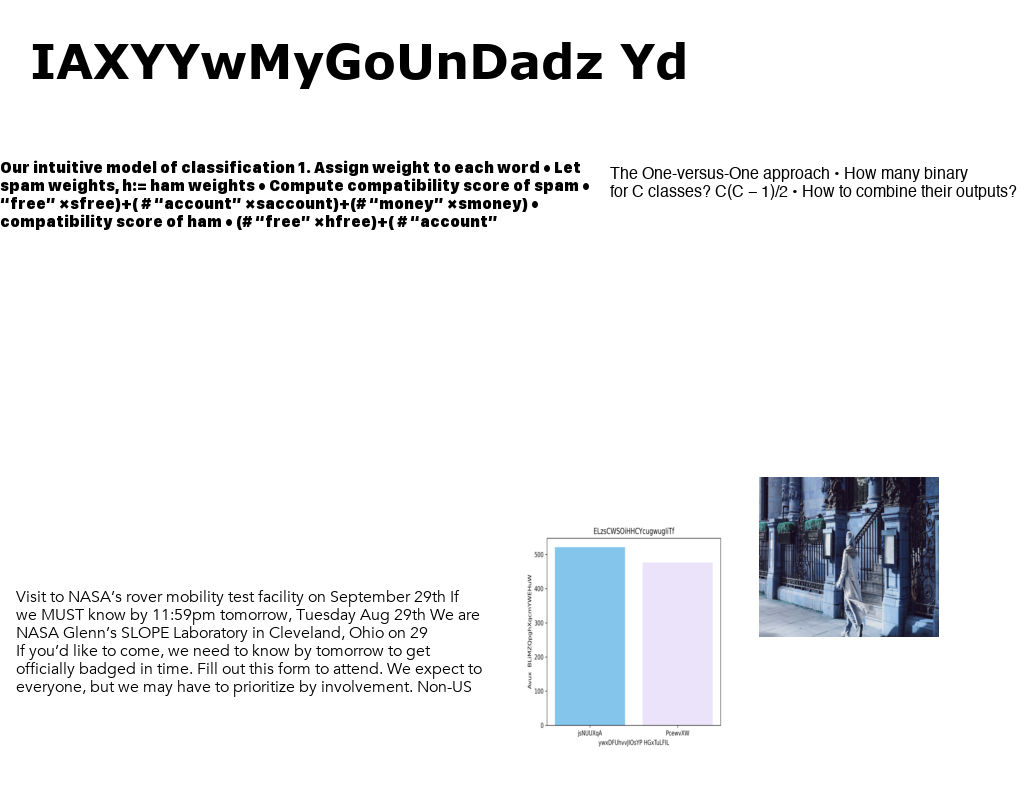 IAXYYwMyGoUnDadz Yd
Our intuitive model of classification 1. Assign weight to each word • Let
spam weights, h:= ham weights • Compute compatibility score of spam •
“free” ×sfree)+( # “account” ×saccount)+(# “money” ×smoney) •
compatibility score of ham • (# “free” ×hfree)+( # “account”
The One-versus-One approach • How many binary
for C classes? C(C – 1)/2 • How to combine their outputs?
Visit to NASA’s rover mobility test facility on September 29th If
we MUST know by 11:59pm tomorrow, Tuesday Aug 29th We are
NASA Glenn’s SLOPE Laboratory in Cleveland, Ohio on 29
If you’d like to come, we need to know by tomorrow to get
officially badged in time. Fill out this form to attend. We expect to
everyone, but we may have to prioritize by involvement. Non-US
500
400
300
200
100
0
jsNUUXqA
PcewvXW